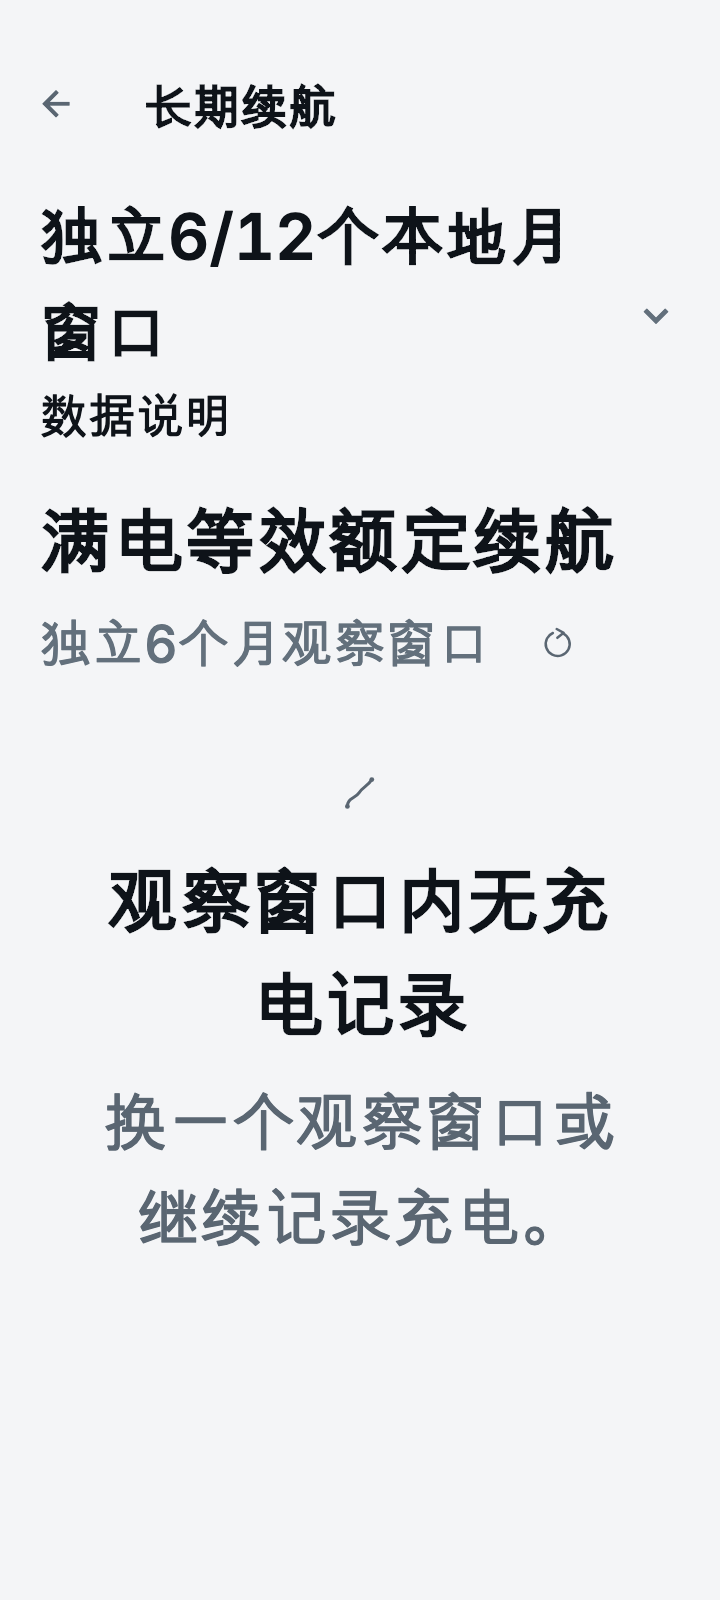 长期续航
独立6/12个本地月
窗口
数据说明
满电等效额定续航
独立6个月观察窗口
观察窗口内无充
电记录
换一个观察窗口或
继续记录充电。